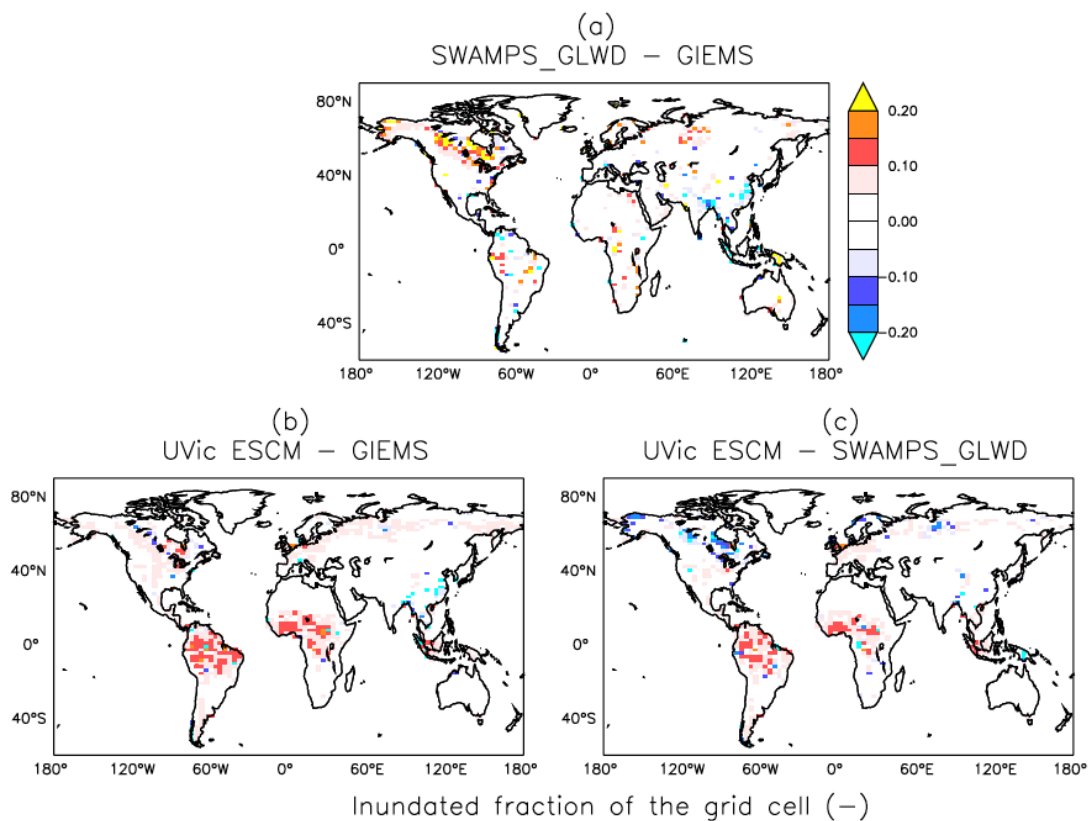 (a)
SWAMPS_GLWD − GIEMS
80°N
40°N
0°
40°S
180° 120°W 60°W 0° 60°E 120°E 180°
0.20
0.10
0.00
−0.10
−0.20
(b)
UVic ESCM − GIEMS
80°N
40°N
0°
40°S
180° 120°W 60°W 0° 60°E 120°E 180°
(c)
UVic ESCM − SWAMPS_GLWD
80°N
40°N
0°
40°S
180° 120°W 60°W 0° 60°E 120°E 180°
Inundated fraction of the grid cell (−)